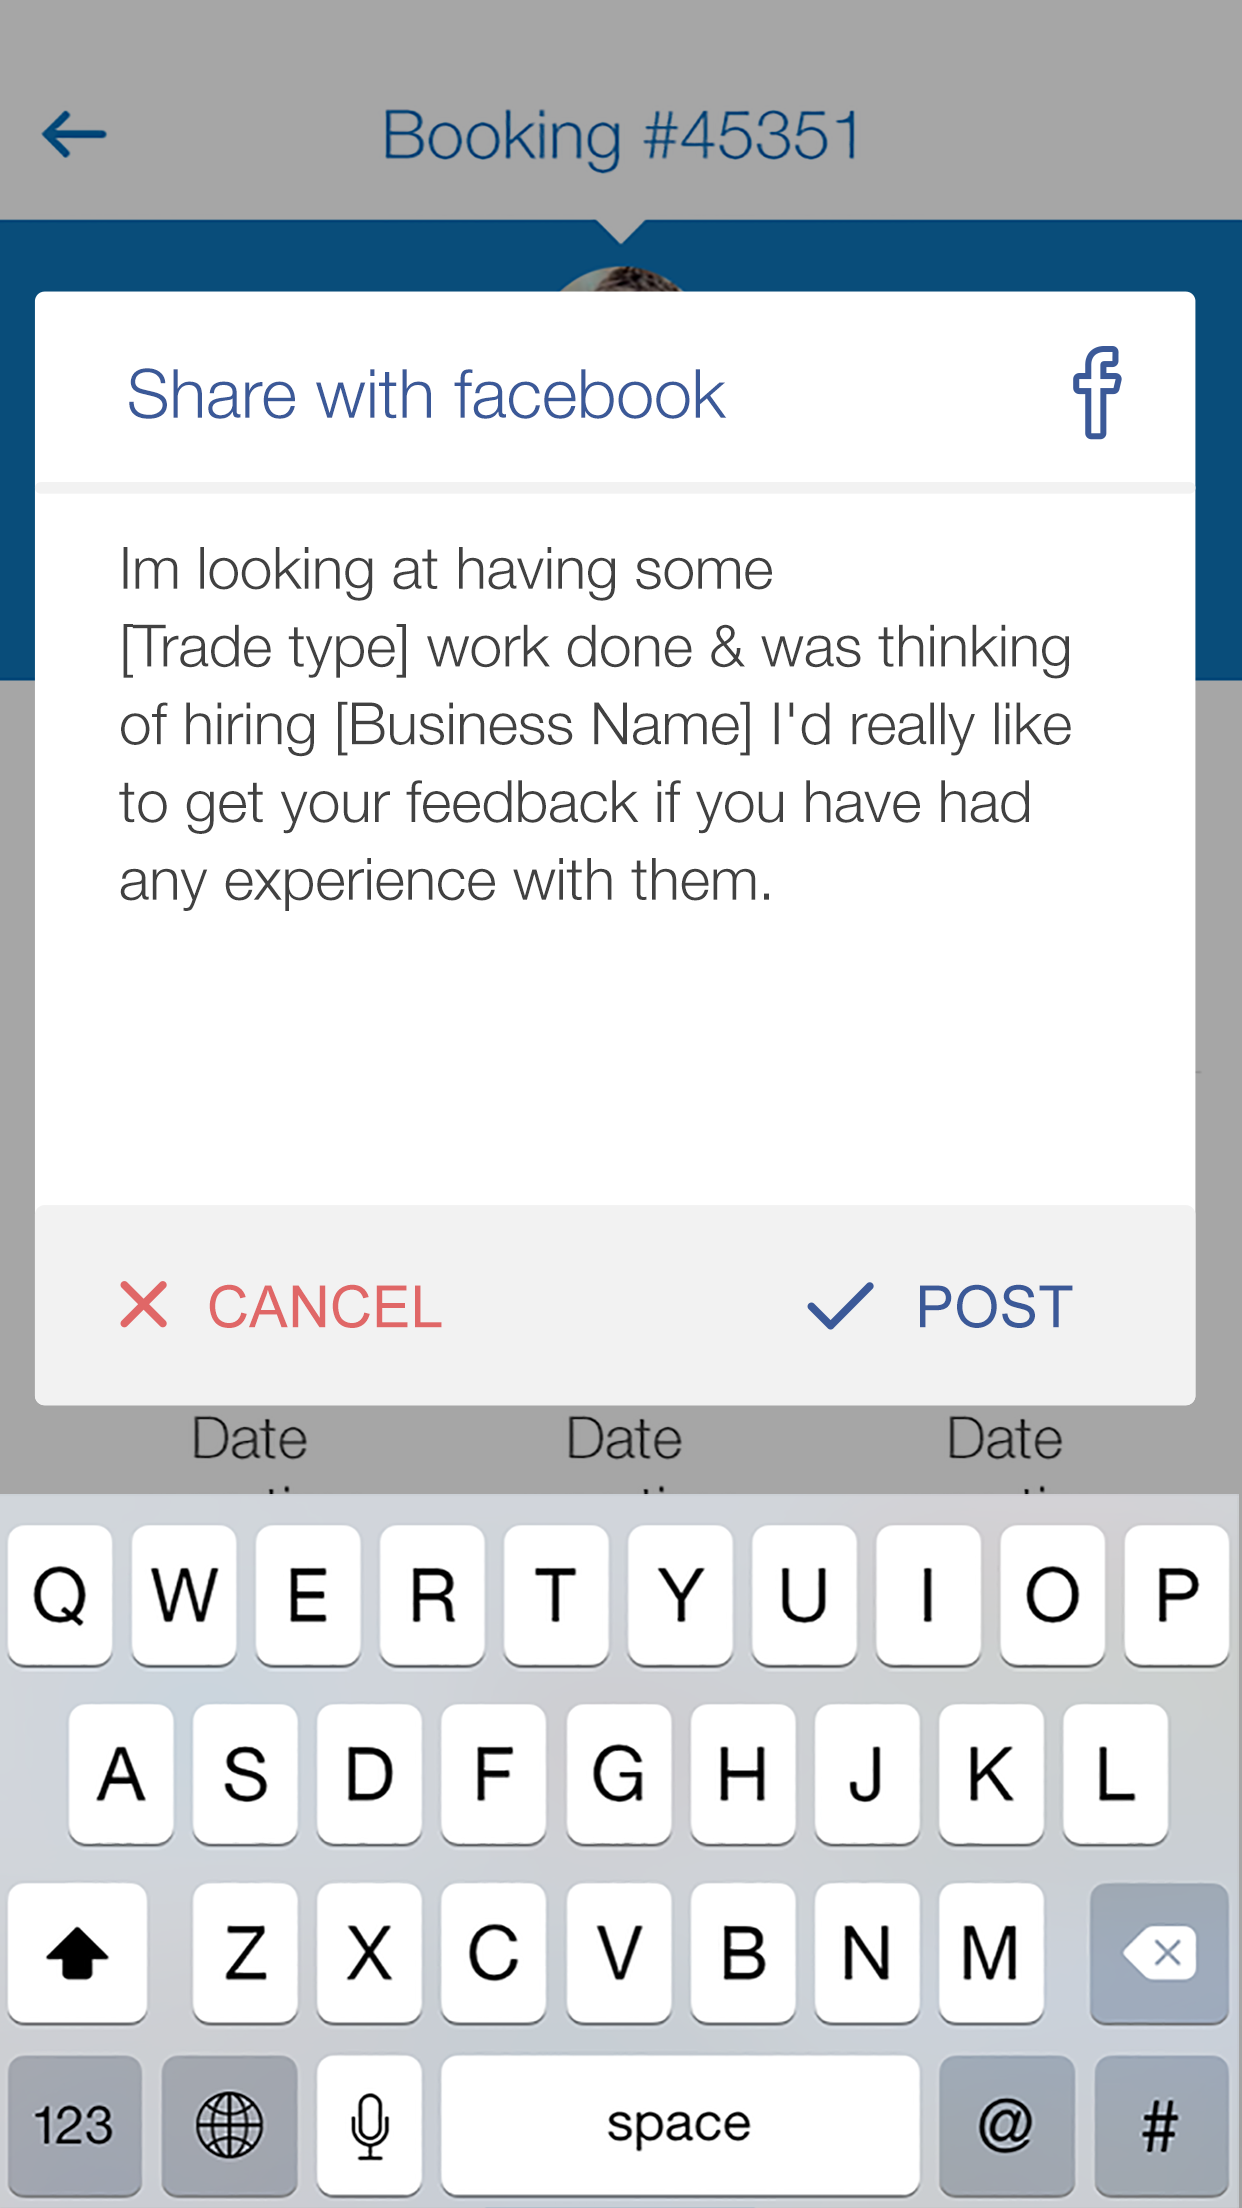 Booking #45351
Share with facebook
Im looking at having some
[Trade type] work done & was thinking
of hiring [Business Name] I'd really like
to get your feedback if you have had
any experience with them.
CANCEL POST
Date Date Date
Q W E R T Y U I O P
A S D F G H J K L
Z X C V B N M
123 space @ #